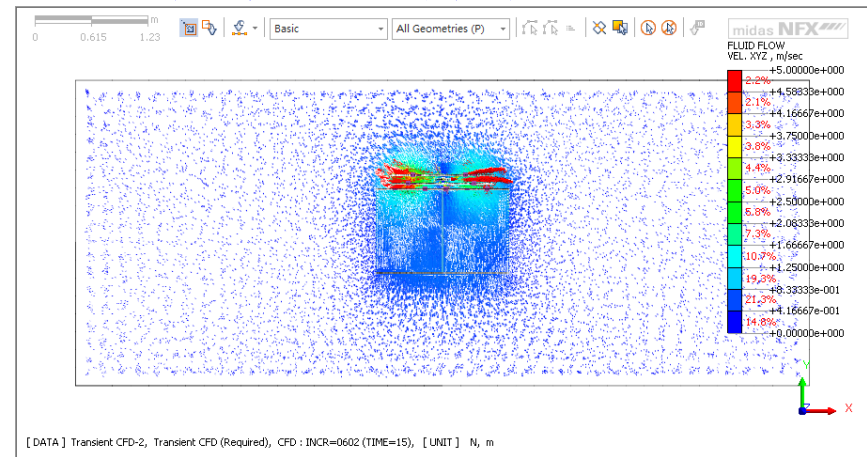 m
0 0.615 1.23
Basic
All Geometries (P)
midas NFX
FLUID FLOW
VEL. XYZ , m/sec
+5.00000e+000
2.2%
+4.58333e+000
2.1%
+4.16667e+000
3.3%
+3.75000e+000
3.8%
+3.33333e+000
4.4%
+2.91667e+000
5.0%
+2.50000e+000
6.8%
+2.08333e+000
7.3%
+1.66667e+000
10.7%
+1.25000e+000
19.3%
+8.33333e-001
21.3%
+4.16667e-001
14.8%
+0.00000e+000
Y
Z
X
[ DATA ] Transient CFD-2, Transient CFD (Required), CFD : INCR=0602 (TIME=15), [ UNIT ] N, m